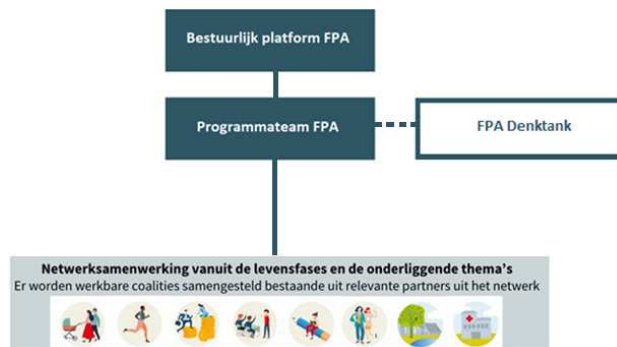 Bestuurlijk platform FPA
Programmateam FPA
FPA Denktank
Netwerksamenwerking vanuit de levensfases en de onderliggende thema's
Er worden werkbare coalities samengesteld bestaande uit relevante partners uit het netwerk